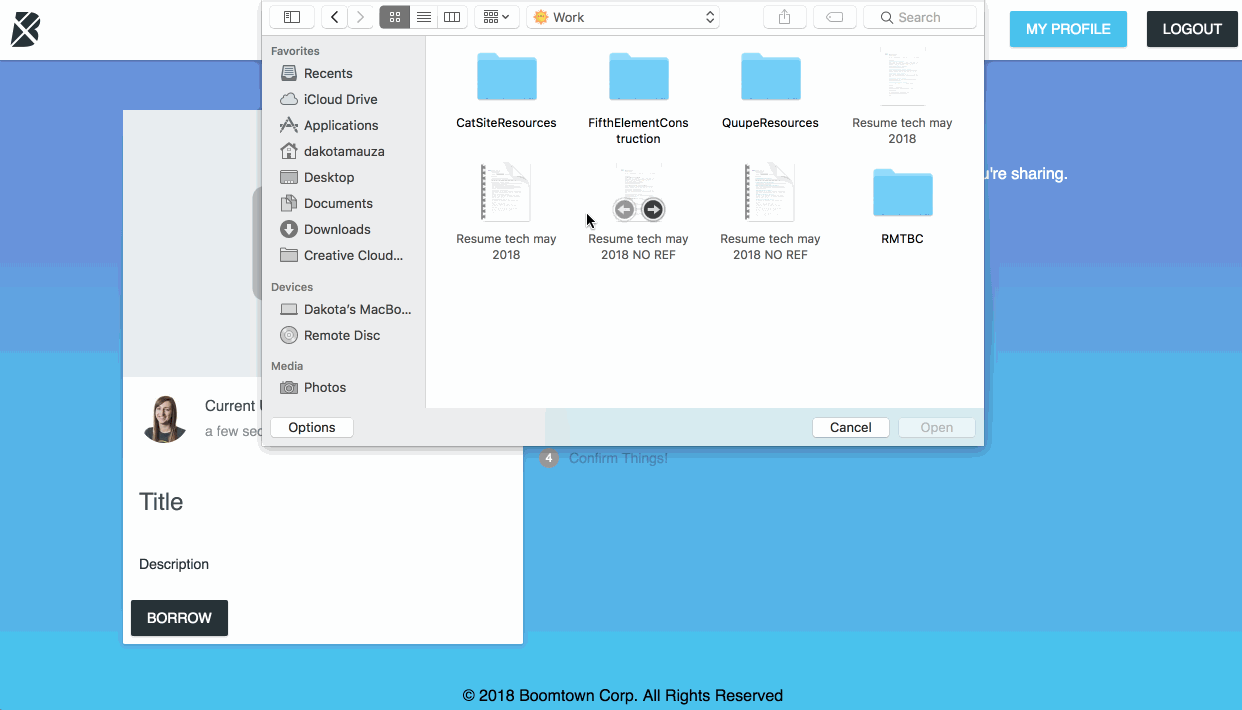 Work
Search
MY PROFILE
LOGOUT
Favorites
Recents
iCloud Drive
Applications
dakotamauza
Desktop
Documents
Downloads
Creative Cloud...
Devices
Dakota's MacBo...
Remote Disc
Media
Photos
CatSiteResources
FifthElementCons
truction
QuupeResources
Resume tech may
2018
Resume tech may
2018
Resume tech may
2018 NO REF
Resume tech may
2018 NO REF
RMTBC
Options
Cancel
Open
you're sharing.
Current
a few sec
4 Confirm Things!
Title
Description
BORROW
© 2018 Boomtown Corp. All Rights Reserved